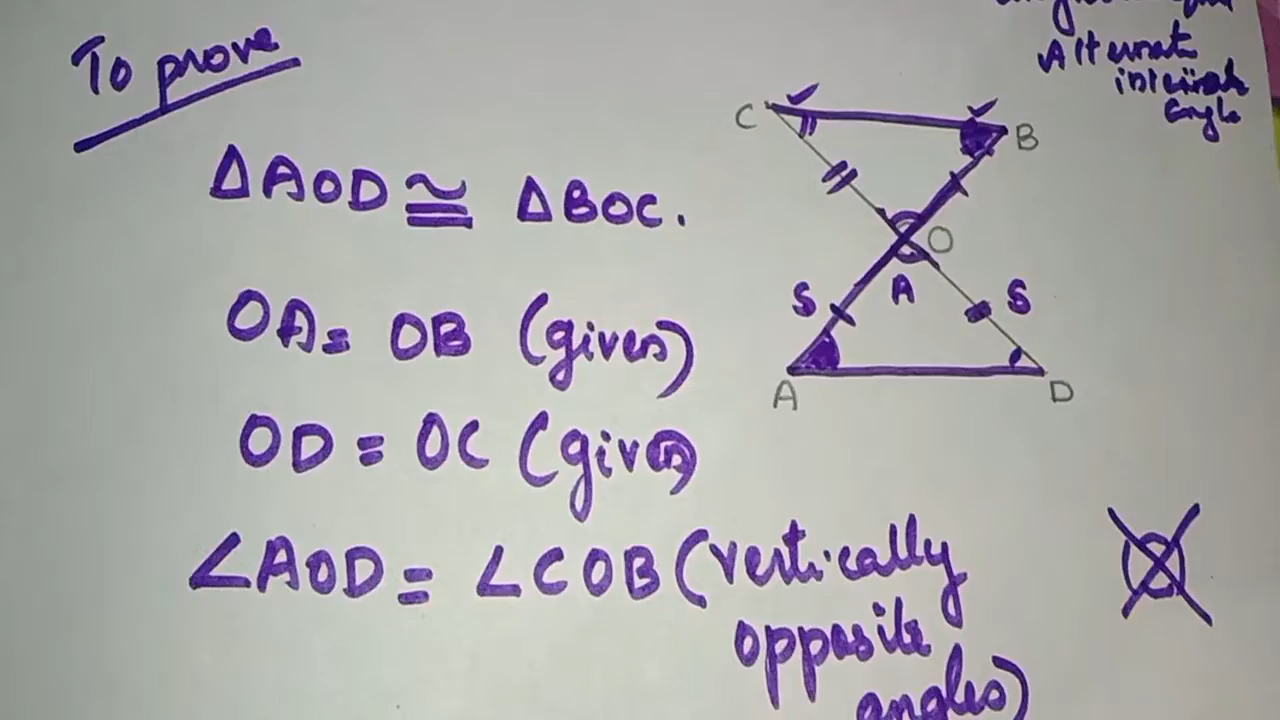 To prove
ΔAOD ≅ ΔBOC.
OA = OB (given)
OD = OC (given)
∠AOD = ∠COB (vertically
opposite
angles)
Alternate
interior
angle
C
B
O
A
S
S
A
D